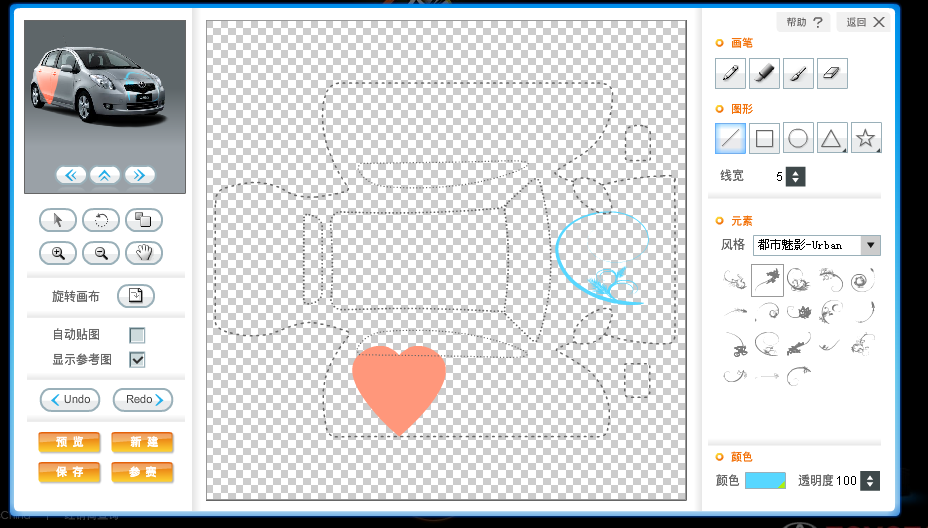 帮助 ?
返回
画笔
图形
线宽
5
元素
风格
都市魅影-Urban
旋转画布
自动贴图
显示参考图
Undo
Redo
预 览
新 建
保 存
参 赛
颜色
颜色
透明度 100